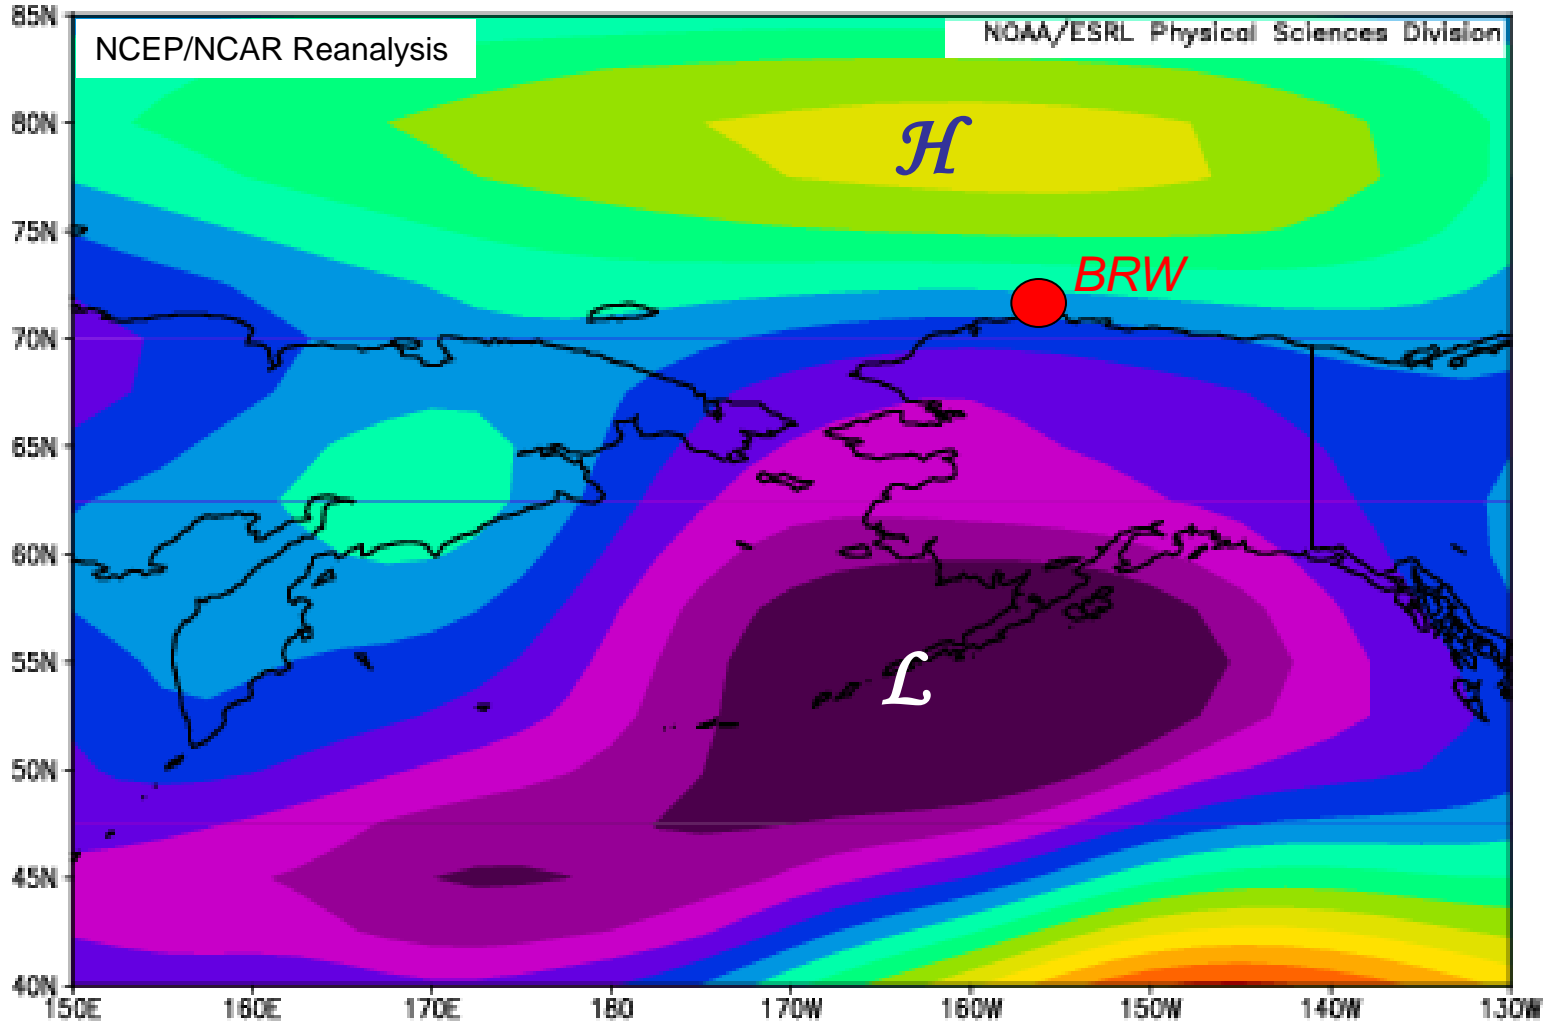 85N
NCEP/NCAR Reanalysis
NOAA/ESRL Physical Sciences Division
80N
H
75N
BRW
70N
65N
60N
55N
L
50N
45N
40N
150E 160E 170E 180 170W 160W 150W 140W 130W